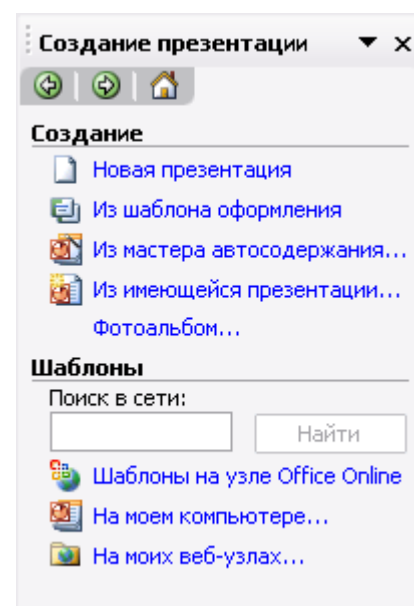 Создание презентации
Создание
Новая презентация
Из шаблона оформления
Из мастера автосодержания...
Из имеющейся презентации...
Фотоальбом...
Шаблоны
Поиск в сети:
Найти
Шаблоны на узле Office Online
На моем компьютере...
На моих веб-узлах...